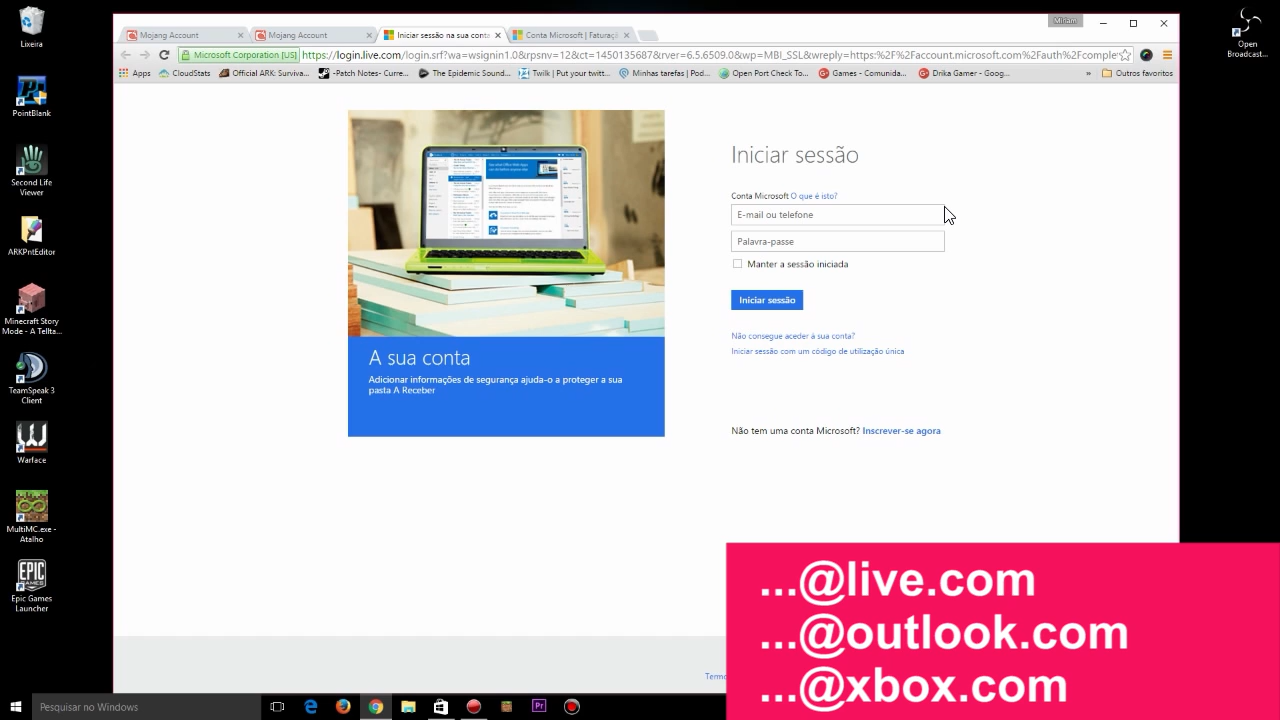 Lixeira
PointBlank
Second Life
Viewer
ARKPntEditor
Minecraft Story
Mode - A Tellta...
TeamSpeak 3
Client
Warface
MultiMC.exe -
Atalho
Epic Games
Launcher
Open
Broadcast...
Miriam
Mojang Account
Mojang Account
Iniciar sessão na sua conta
Conta Microsoft | Faturaçã
Microsoft Corporation [US]
https://login.live.com/login.srf?wa=wsignin1.0&rpsnv=12&ct=1450135687&rver=6.5.6509.0&wp=MBI_SSL&wreply=https:%2F%2Faccount.microsoft.com%2Fauth%2Fcomple
Apps
CloudStats
Official ARK: Surviva...
-Patch Notes- Curre...
The Epidemic Sound...
Twilk | Put your twitt...
Minhas tarefas | Pod...
Open Port Check To...
Games - Comunida...
Drika Gamer - Goog...
»
Outros favoritos
A sua conta
Adicionar informações de segurança ajuda-o a proteger a sua
pasta A Receber
Iniciar sessão
Conta Microsoft O que é isto?
E-mail ou telefone
Palavra-passe
Manter a sessão iniciada
Iniciar sessão
Não consegue aceder à sua conta?
Iniciar sessão com um código de utilização única
Não tem uma conta Microsoft? Inscrever-se agora
Termo
...@live.com
...@outlook.com
...@xbox.com
Pesquisar no Windows
Pr